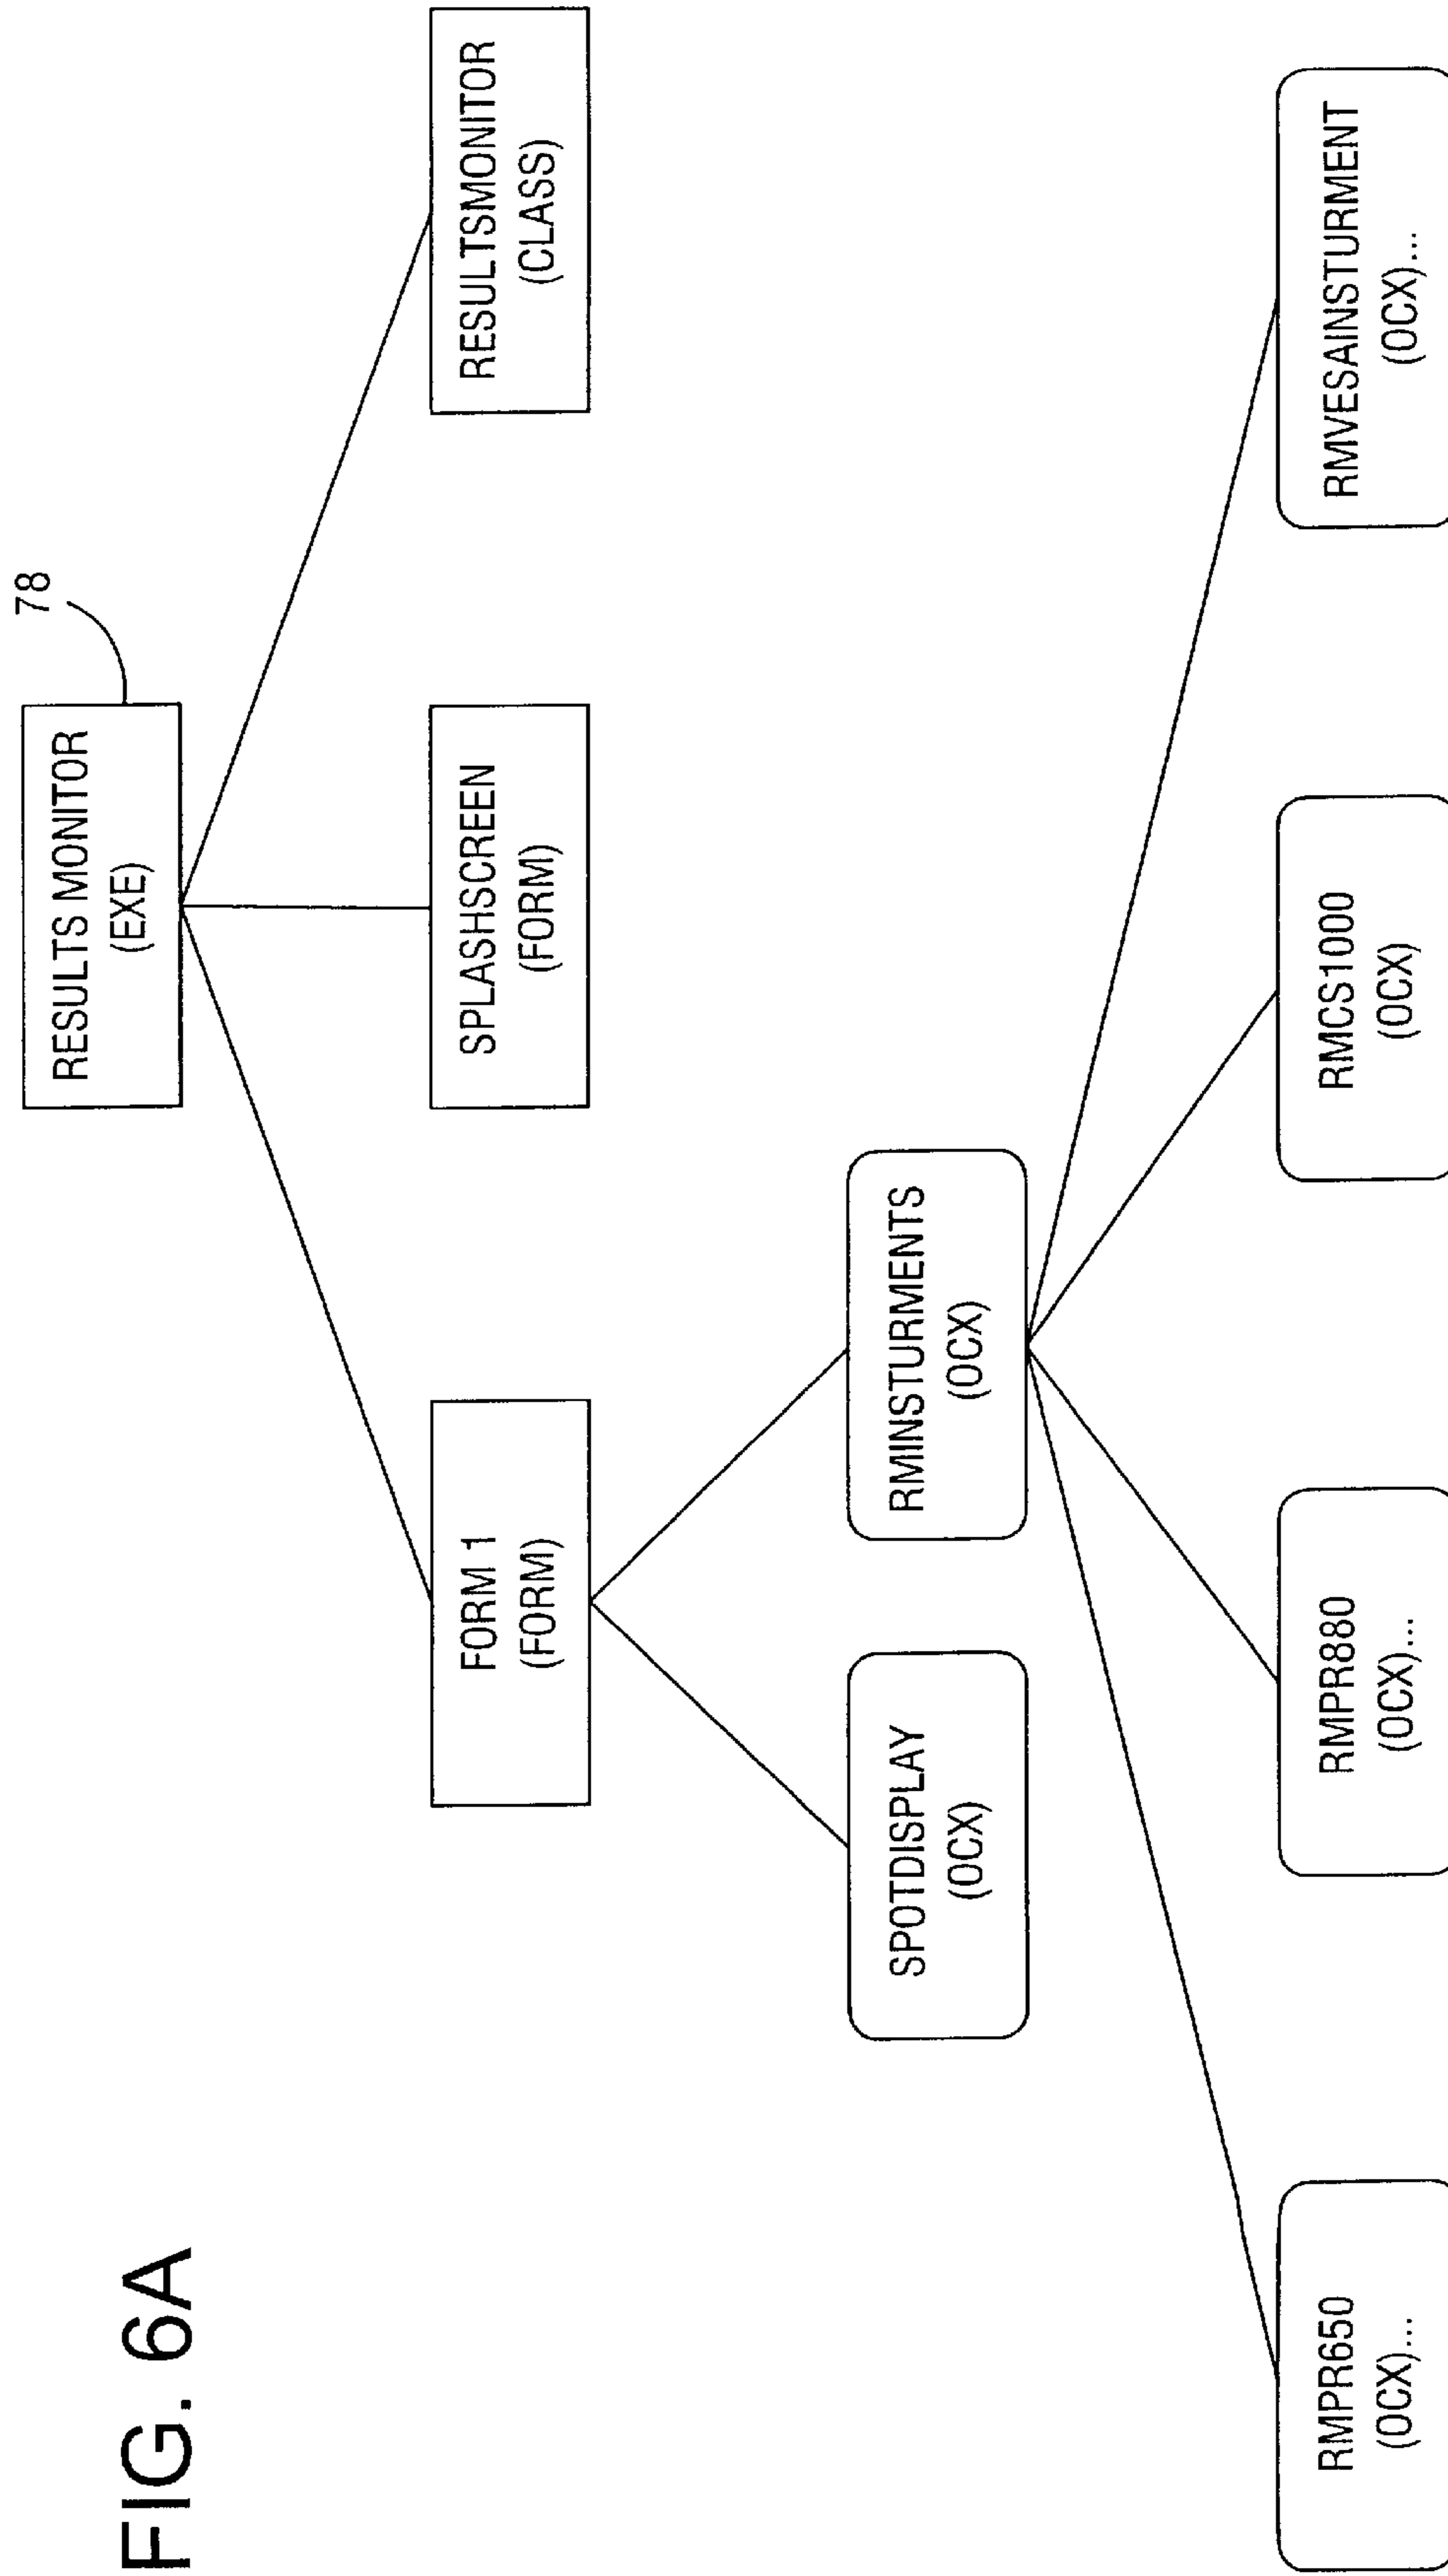 FIG. 6A
78
RESULTS MONITOR
(EXE)
FORM 1
(FORM)
SPLASHSCREEN
(FORM)
RESULTSMONITOR
(CLASS)
SPOTDISPLAY
(OCX)
RMINSTURMENTS
(OCX)
RMPR650
(OCX)...
RMPR880
(OCX)...
RMCS1000
(OCX)
RMVESAINSTURMENT
(OCX)...